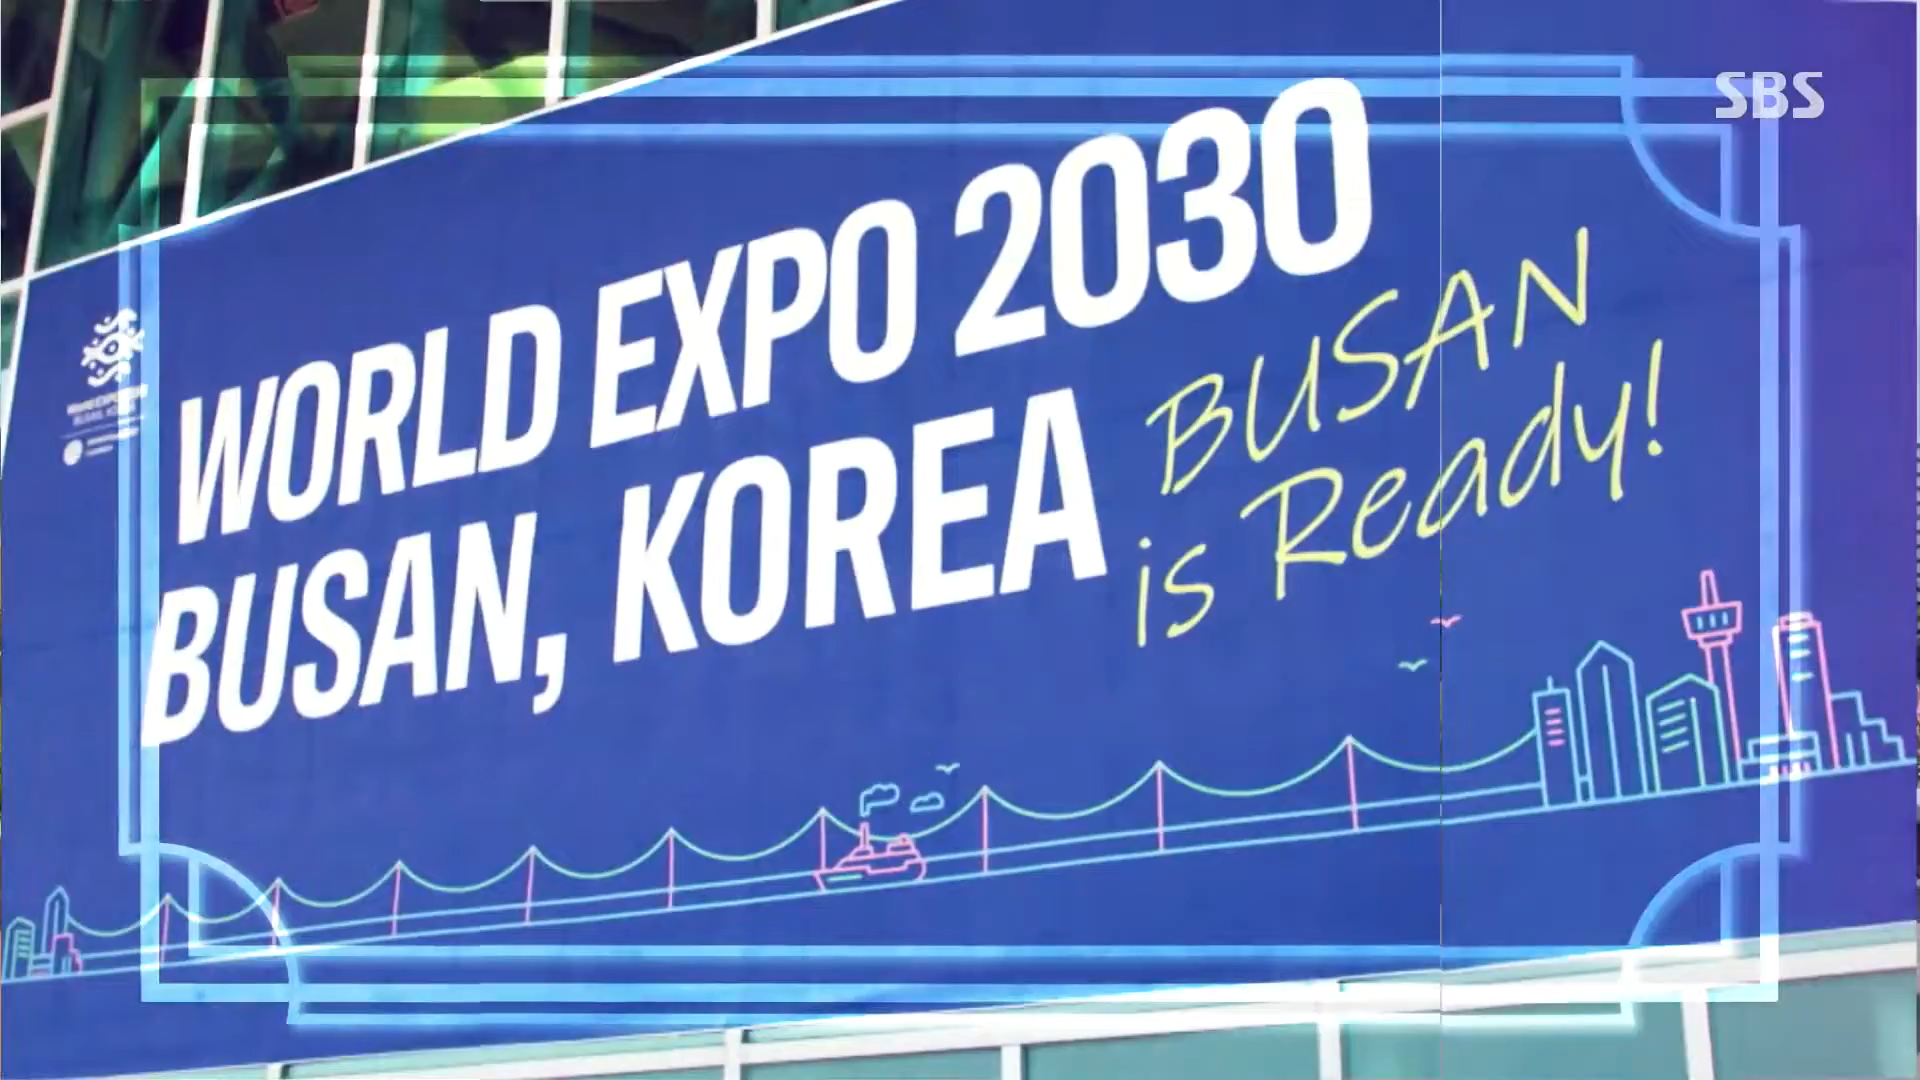 SBS
WORLD EXPO 2030
BUSAN, KOREA
BUSAN
is Ready!